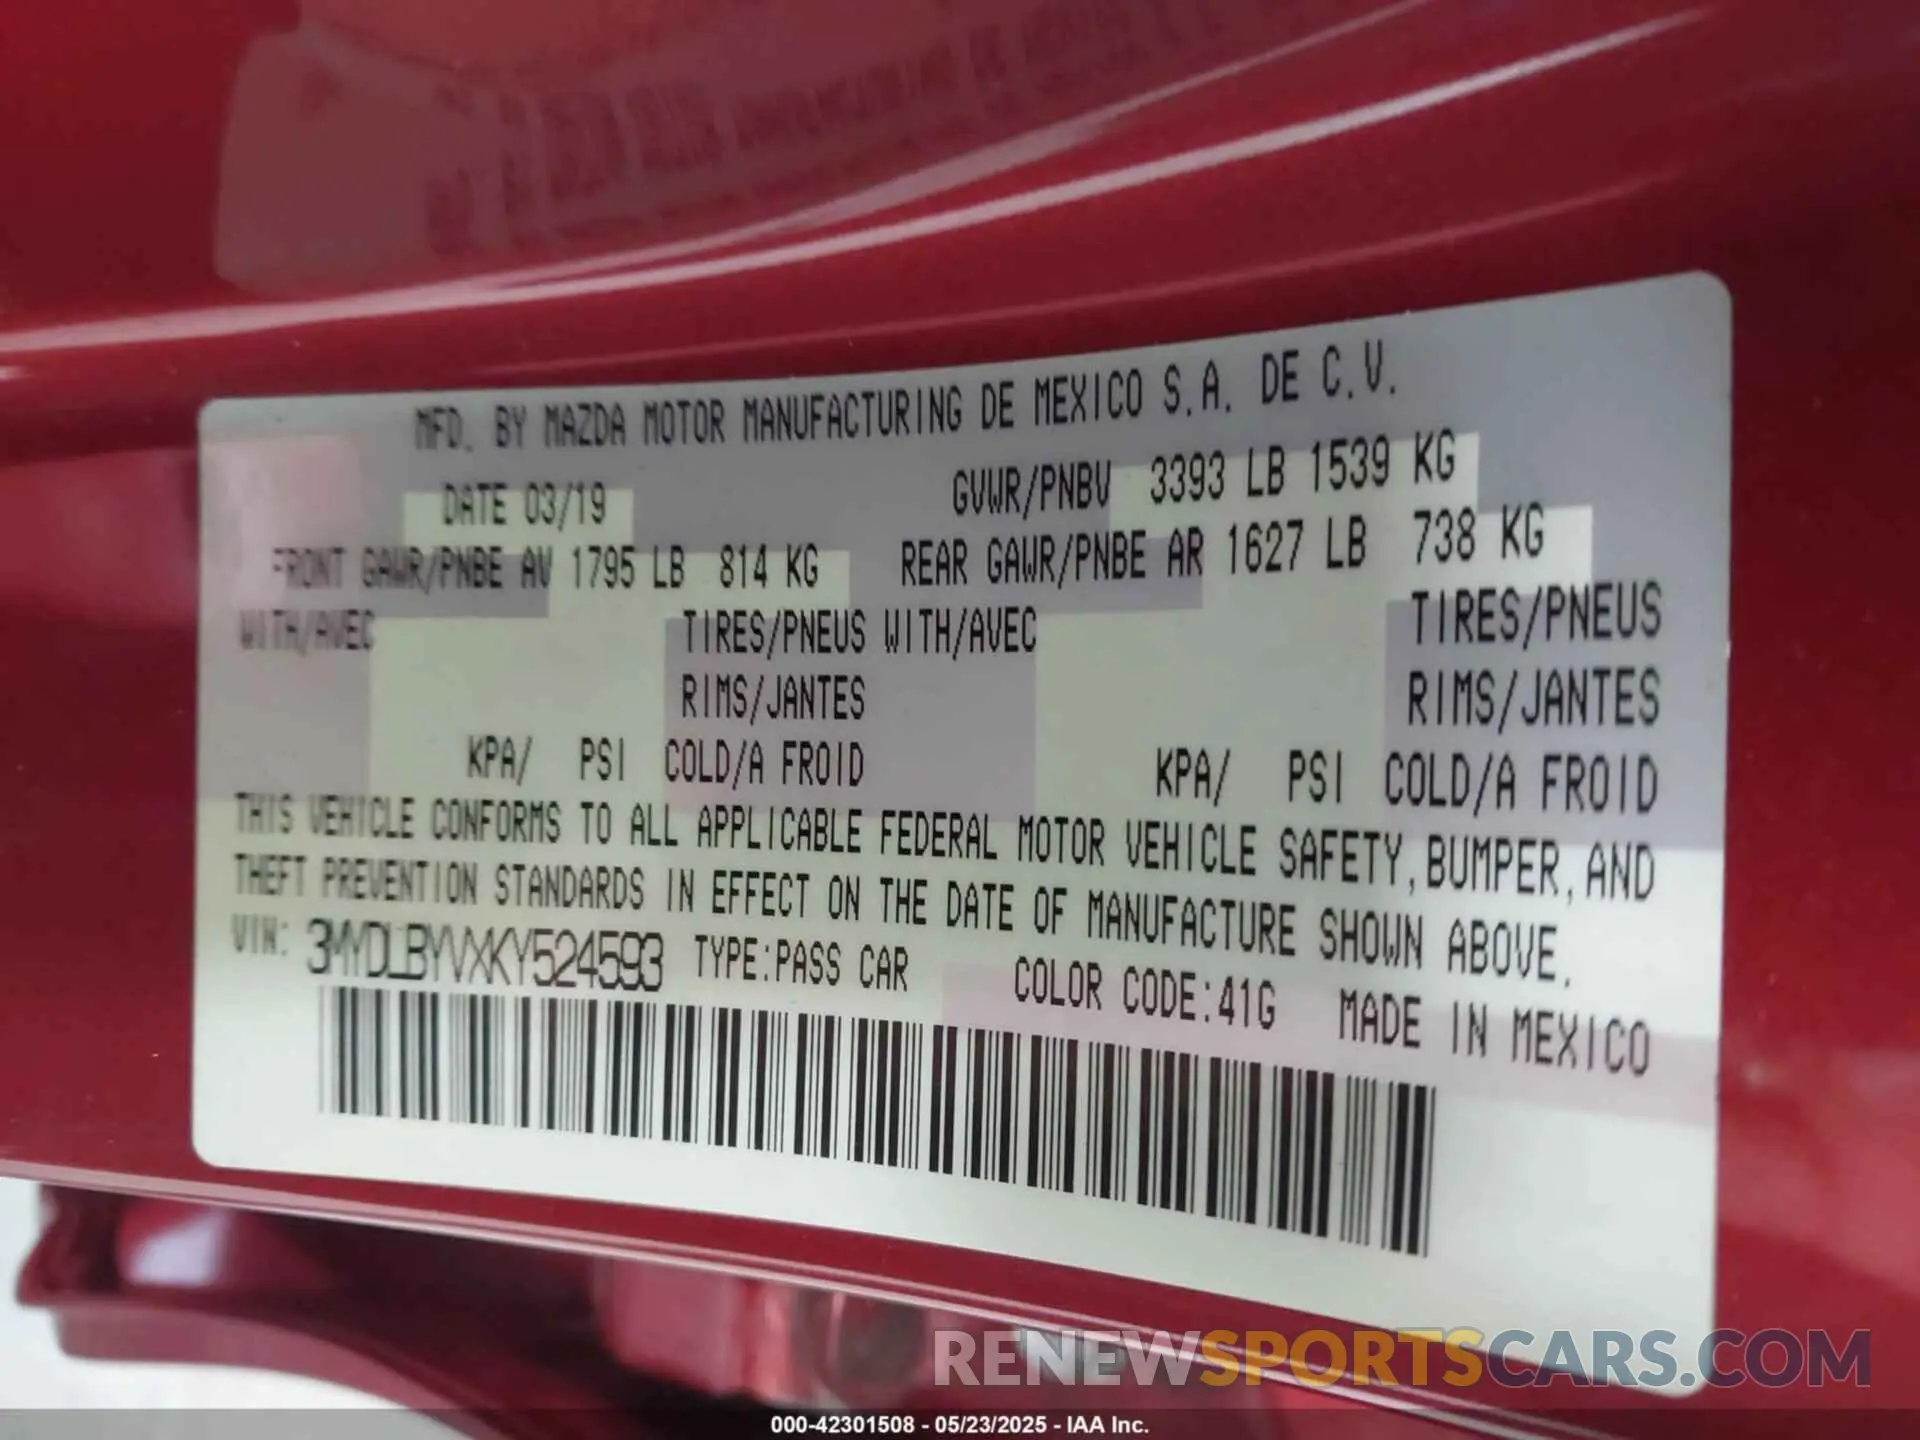 MFD. BY MAZDA MOTOR MANUFACTURING DE MEXICO S.A. DE C.V.
DATE 03/19 GVWR/PNBV 3393 LB 1539 KG
FRONT GAWR/PNBE AV 1795 LB 814 KG REAR GAWR/PNBE AR 1627 LB 738 KG
WITH/AVEC TIRES/PNEUS WITH/AVEC TIRES/PNEUS
RIMS/JANTES RIMS/JANTES
KPA/ PSI COLD/A FROID KPA/ PSI COLD/A FROID
THIS VEHICLE CONFORMS TO ALL APPLICABLE FEDERAL MOTOR VEHICLE SAFETY, BUMPER, AND
THEFT PREVENTION STANDARDS IN EFFECT ON THE DATE OF MANUFACTURE SHOWN ABOVE.
VIN: 3MYDLBYVXKY524593 TYPE:PASS CAR COLOR CODE:41G MADE IN MEXICO
RENEWSPORTSCARS.COM
000-42301508 - 05/23/2025 - IAA Inc.